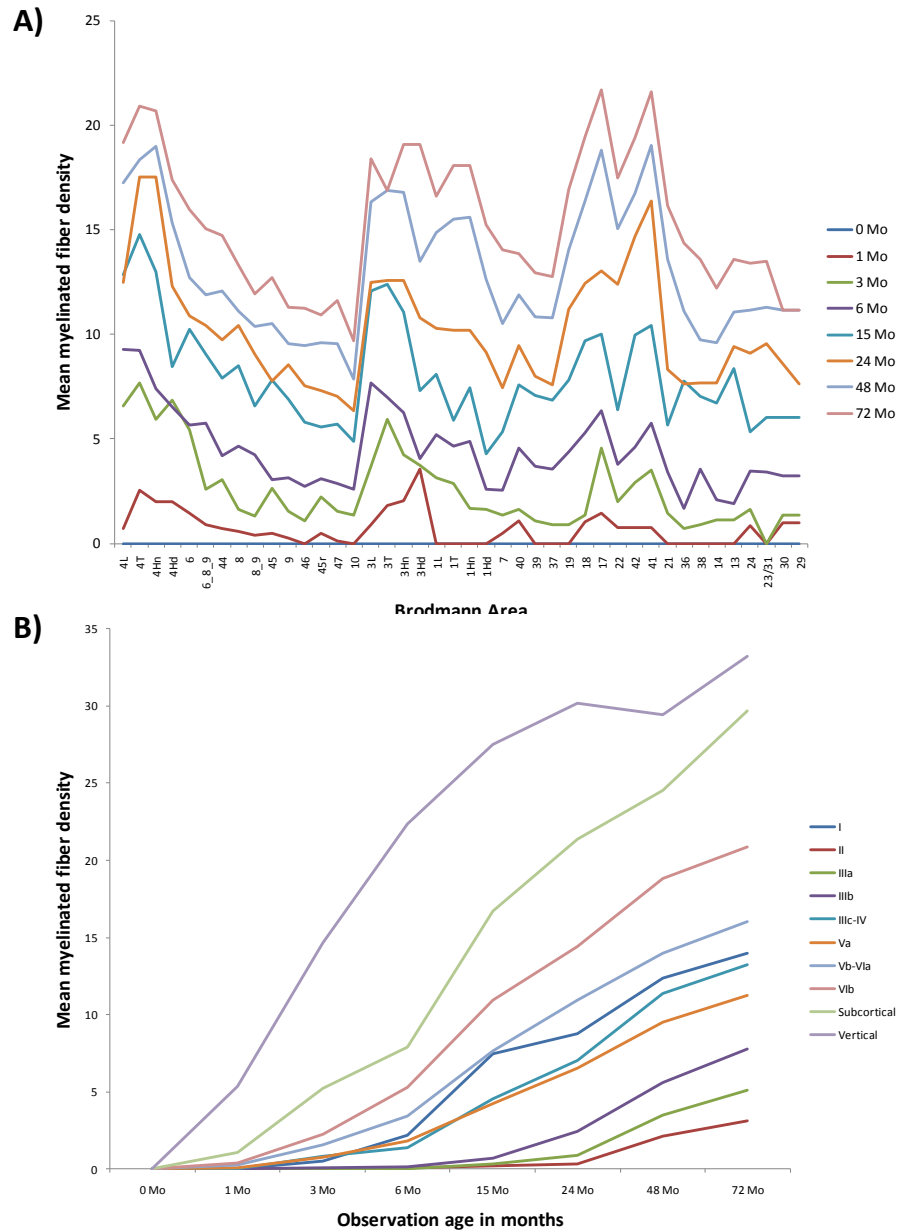 A)
25
20
15
10
5
0
Mean myelinated fiber density
4L 4T 4Hn 4Hd 6 6_8_9 44 8 8_9 45 9 46 45r 47 10 3L 3T 3Hn 3Hd 1L 1T 1Hn 1Hd 7 40 39 37 19 18 17 22 42 41 21 36 38 14 13 24 23/31 30 29
Brodmann Area
0 Mo
1 Mo
3 Mo
6 Mo
15 Mo
24 Mo
48 Mo
72 Mo
B)
35
30
25
20
15
10
5
0
Mean myelinated fiber density
0 Mo 1 Mo 3 Mo 6 Mo 15 Mo 24 Mo 48 Mo 72 Mo
Observation age in months
I
II
IIIa
IIIb
IIIc-IV
Va
Vb-VIa
VIb
Subcortical
Vertical